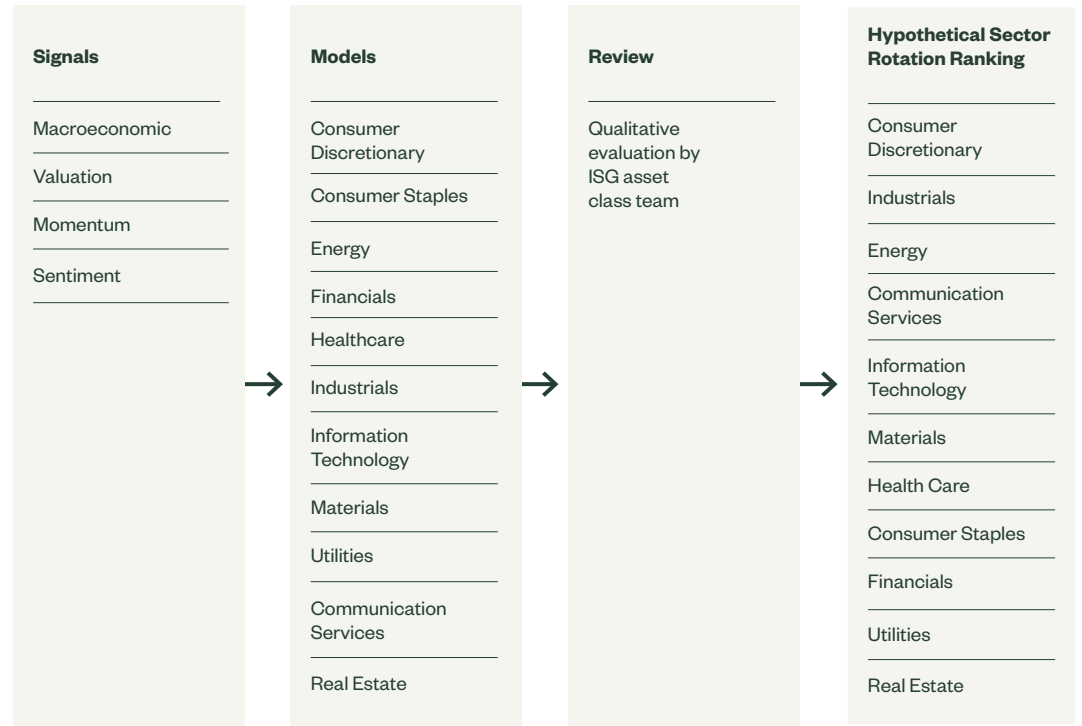 Signals
Macroeconomic
Valuation
Momentum
Sentiment
Models
Consumer
Discretionary
Consumer Staples
Energy
Financials
Healthcare
Industrials
Information
Technology
Materials
Utilities
Communication
Services
Real Estate
Review
Qualitative
evaluation by
ISG asset
class team
Hypothetical Sector
Rotation Ranking
Consumer
Discretionary
Industrials
Energy
Communication
Services
Information
Technology
Materials
Health Care
Consumer Staples
Financials
Utilities
Real Estate